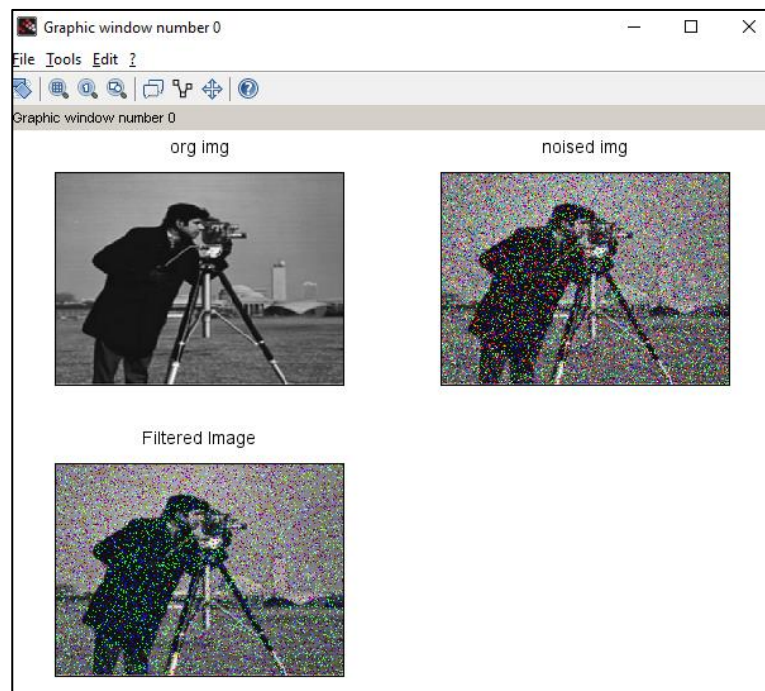 Graphic window number 0
File Tools Edit ?
Graphic window number 0
org img
noised img
Filtered Image